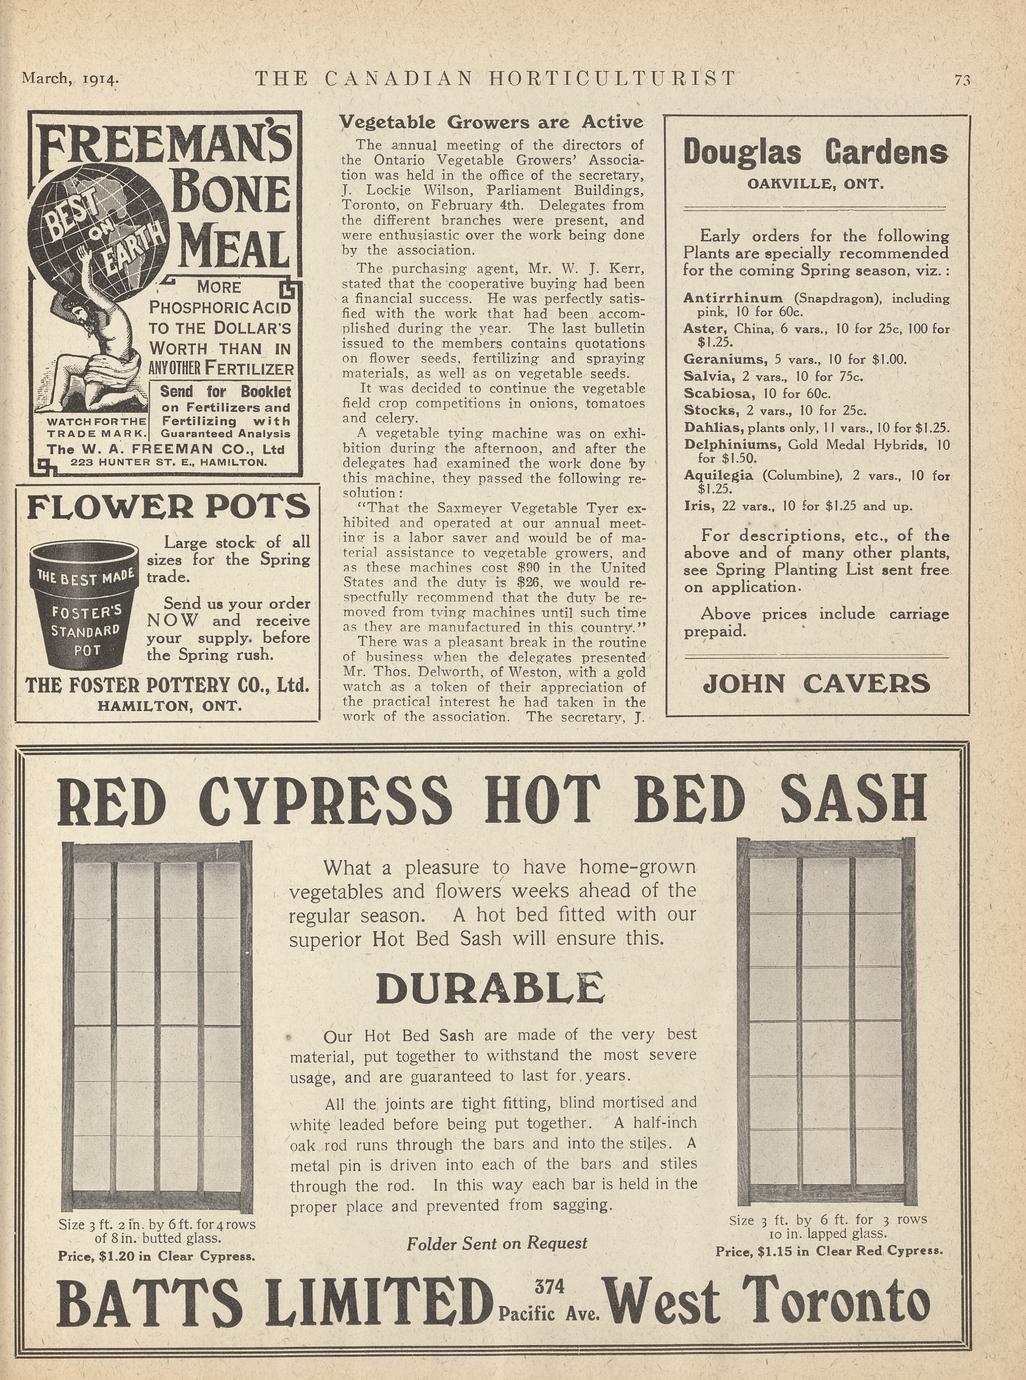 March, 1914.
THE CANADIAN HORTICULTURIST
73
FREEMAN'S
BONE
MEAL
BEST
ON
EARTH
MORE
PHOSPHORIC ACID
TO THE DOLLAR'S
WORTH THAN IN
ANY OTHER FERTILIZER
Send for Booklet
on Fertilizers and
Fertilizing with
Guaranteed Analysis
WATCH FOR THE
TRADE MARK.
The W. A. FREEMAN CO., Ltd
223 HUNTER ST. E., HAMILTON.
FLOWER POTS
THE BEST MADE
FOSTER'S
STANDARD
POT
Large stock of all
sizes for the Spring
trade.
Send us your order
NOW and receive
your supply. before
the Spring rush.
THE FOSTER POTTERY CO., Ltd.
HAMILTON, ONT.
Vegetable Growers are Active
The annual meeting of the directors of
the Ontario Vegetable Growers' Associa-
tion was held in the office of the secretary,
J. Lockie Wilson, Parliament Buildings,
Toronto, on February 4th. Delegates from
the different branches were present, and
were enthusiastic over the work being done
by the association.
The purchasing agent, Mr. W. J. Kerr,
stated that the cooperative buying had been
a financial success. He was perfectly satis-
fied with the work that had been accom-
plished during the year. The last bulletin
issued to the members contains quotations
on flower seeds, fertilizing and spraying
materials, as well as on vegetable seeds.
It was decided to continue the vegetable
field crop competitions in onions, tomatoes
and celery.
A vegetable tying machine was on exhi-
bition during the afternoon, and after the
delegates had examined the work done by
this machine, they passed the following re-
solution:
"That the Saxmeyer Vegetable Tyer ex-
hibited and operated at our annual meet-
ing is a labor saver and would be of ma-
terial assistance to vegetable growers, and
as these machines cost $90 in the United
States and the duty is $26, we would re-
spectfully recommend that the duty be re-
moved from tying machines until such time
as they are manufactured in this country."
There was a pleasant break in the routine
of business when the delegates presented
Mr. Thos. Delworth, of Weston, with a gold
watch as a token of their appreciation of
the practical interest he had taken in the
work of the association. The secretary, J.
Douglas Gardens
OAKVILLE, ONT.
Early orders for the following
Plants are specially recommended
for the coming Spring season, viz.:
Antirrhinum (Snapdragon), including
pink, 10 for 60c.
Aster, China, 6 vars., 10 for 25c, 100 for
$1.25.
Geraniums, 5 vars., 10 for $1.00.
Salvia, 2 vars., 10 for 75c.
Scabiosa, 10 for 60c.
Stocks, 2 vars., 10 for 25c.
Dahlias, plants only, 11 vars., 10 for $1.25.
Delphiniums, Gold Medal Hybrids, 10
for $1.50.
Aquilegia (Columbine), 2 vars., 10 for
$1.25.
Iris, 22 vars., 10 for $1.25 and up.
For descriptions, etc., of the
above and of many other plants,
see Spring Planting List sent free
on application.
Above prices include carriage
prepaid.
JOHN CAVERS
RED CYPRESS HOT BED SASH
What a pleasure to have home-grown
vegetables and flowers weeks ahead of the
regular season. A hot bed fitted with our
superior Hot Bed Sash will ensure this.
DURABLE
Our Hot Bed Sash are made of the very best
material, put together to withstand the most severe
usage, and are guaranteed to last for years.
All the joints are tight fitting, blind mortised and
white leaded before being put together. A half-inch
oak rod runs through the bars and into the stiles. A
metal pin is driven into each of the bars and stiles
through the rod. In this way each bar is held in the
proper place and prevented from sagging.
Folder Sent on Request
Size 3 ft. 2 in. by 6 ft. for 4 rows
of 8 in. butted glass.
Price, $1.20 in Clear Cypress.
Size 3 ft. by 6 ft. for 3 rows
10 in. lapped glass.
Price, $1.15 in Clear Red Cypress.
BATTS LIMITED 374 Pacific Ave. West Toronto